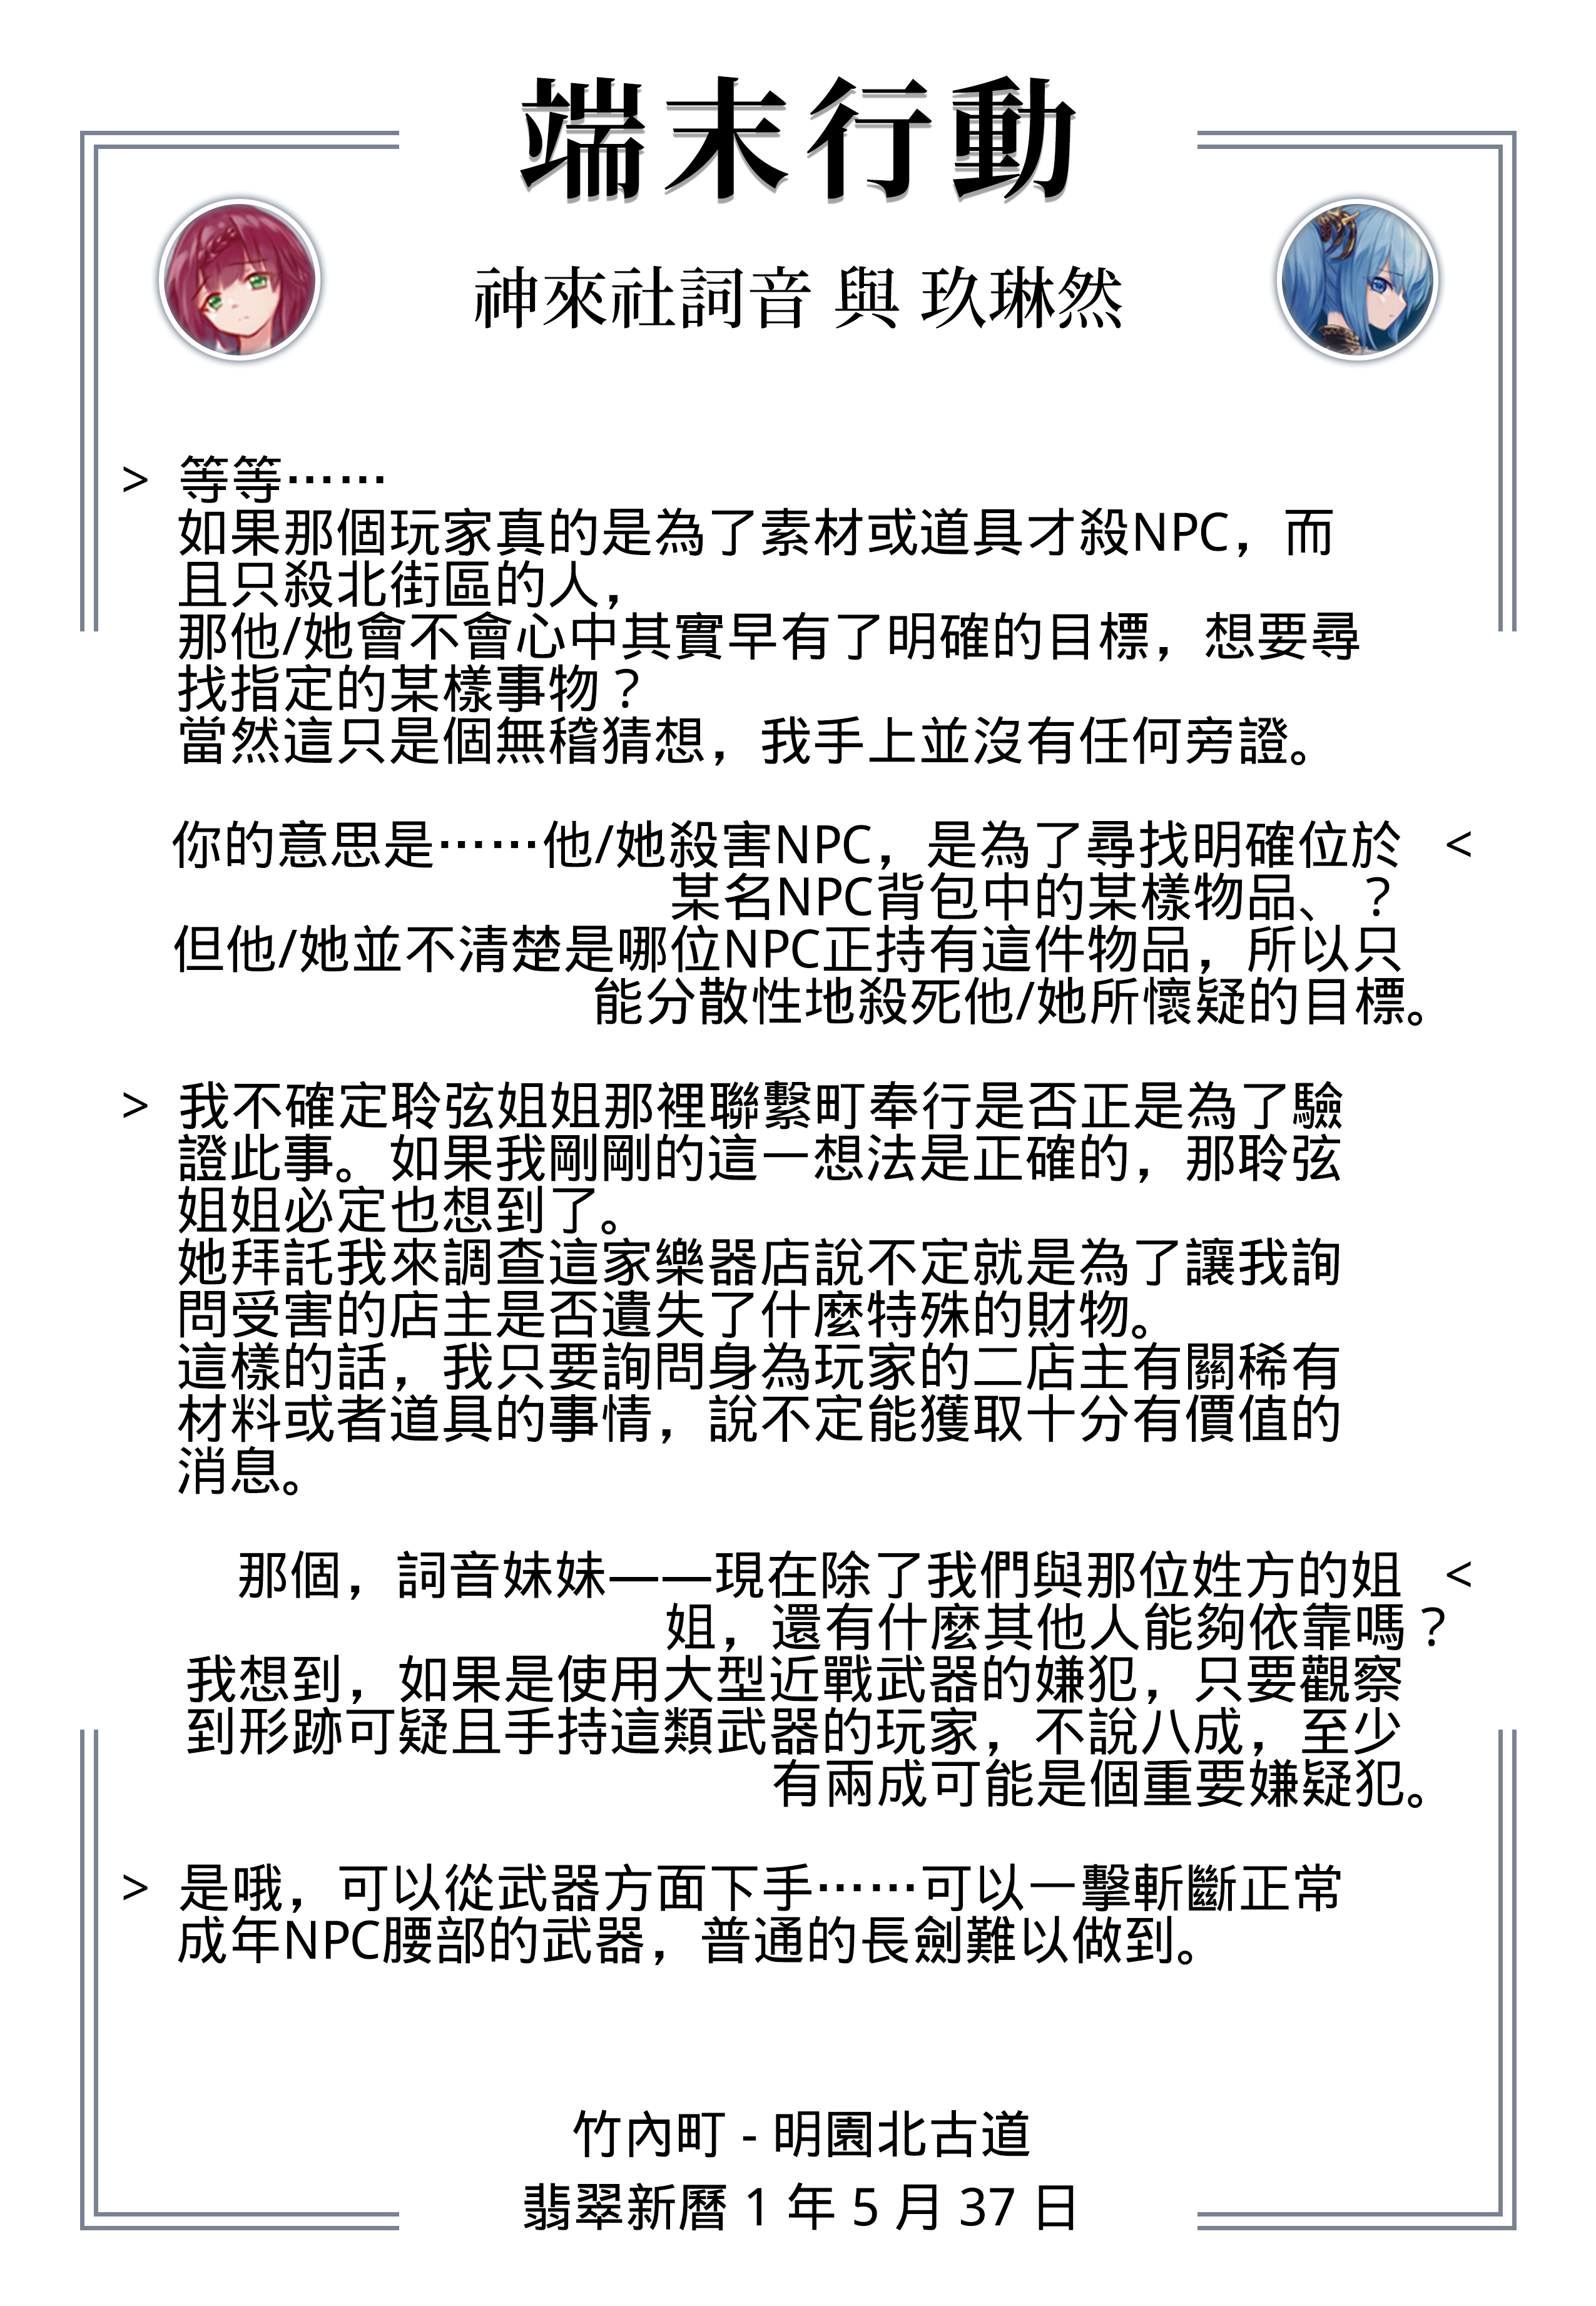 端末行動
神來社詞音 與 玖琳然
> 等等……
如果那個玩家真的是為了素材或道具才殺NPC，而
且只殺北街區的人，
那他/她會不會心中其實早有了明確的目標，想要尋
找指定的某樣事物？
當然這只是個無稽猜想，我手上並沒有任何旁證。
你的意思是……他/她殺害NPC，是為了尋找明確位於 <
某名NPC背包中的某樣物品、？
但他/她並不清楚是哪位NPC正持有這件物品，所以只
能分散性地殺死他/她所懷疑的目標。
> 我不確定聆弦姐姐那裡聯繫町奉行是否正是為了驗
證此事。如果我剛剛的這一想法是正確的，那聆弦
姐姐必定也想到了。
她拜託我來調查這家樂器店說不定就是為了讓我詢
問受害的店主是否遺失了什麼特殊的財物。
這樣的話，我只要詢問身為玩家的二店主有關稀有
材料或者道具的事情，說不定能獲取十分有價值的
消息。
那個，詞音妹妹——現在除了我們與那位姓方的姐 <
姐，還有什麼其他人能夠依靠嗎？
我想到，如果是使用大型近戰武器的嫌犯，只要觀察
到形跡可疑且手持這類武器的玩家，不說八成，至少
有兩成可能是個重要嫌疑犯。
> 是哦，可以從武器方面下手……可以一擊斬斷正常
成年NPC腰部的武器，普通的長劍難以做到。
竹內町 - 明園北古道
翡翠新曆 1 年 5 月 37 日